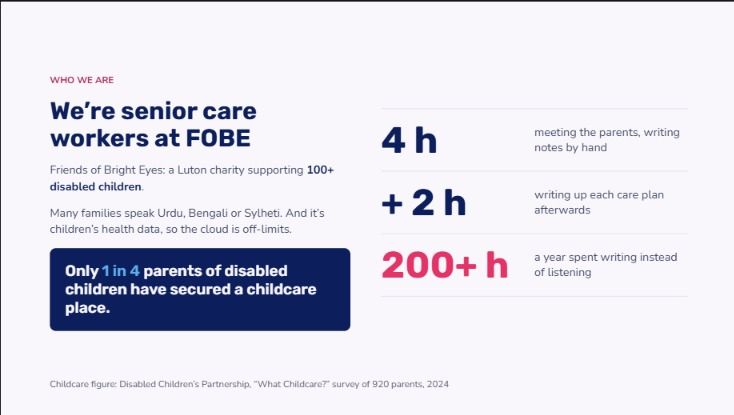 WHO WE ARE
We’re senior care
workers at FOBE
Friends of Bright Eyes: a Luton charity supporting 100+
disabled children.
Many families speak Urdu, Bengali or Sylheti. And it’s
children’s health data, so the cloud is off-limits.
Only 1 in 4 parents of disabled
children have secured a childcare
place.
4 h
meeting the parents, writing
notes by hand
+ 2 h
writing up each care plan
afterwards
200+ h
a year spent writing instead
of listening
Childcare figure: Disabled Children’s Partnership, “What Childcare?” survey of 920 parents, 2024